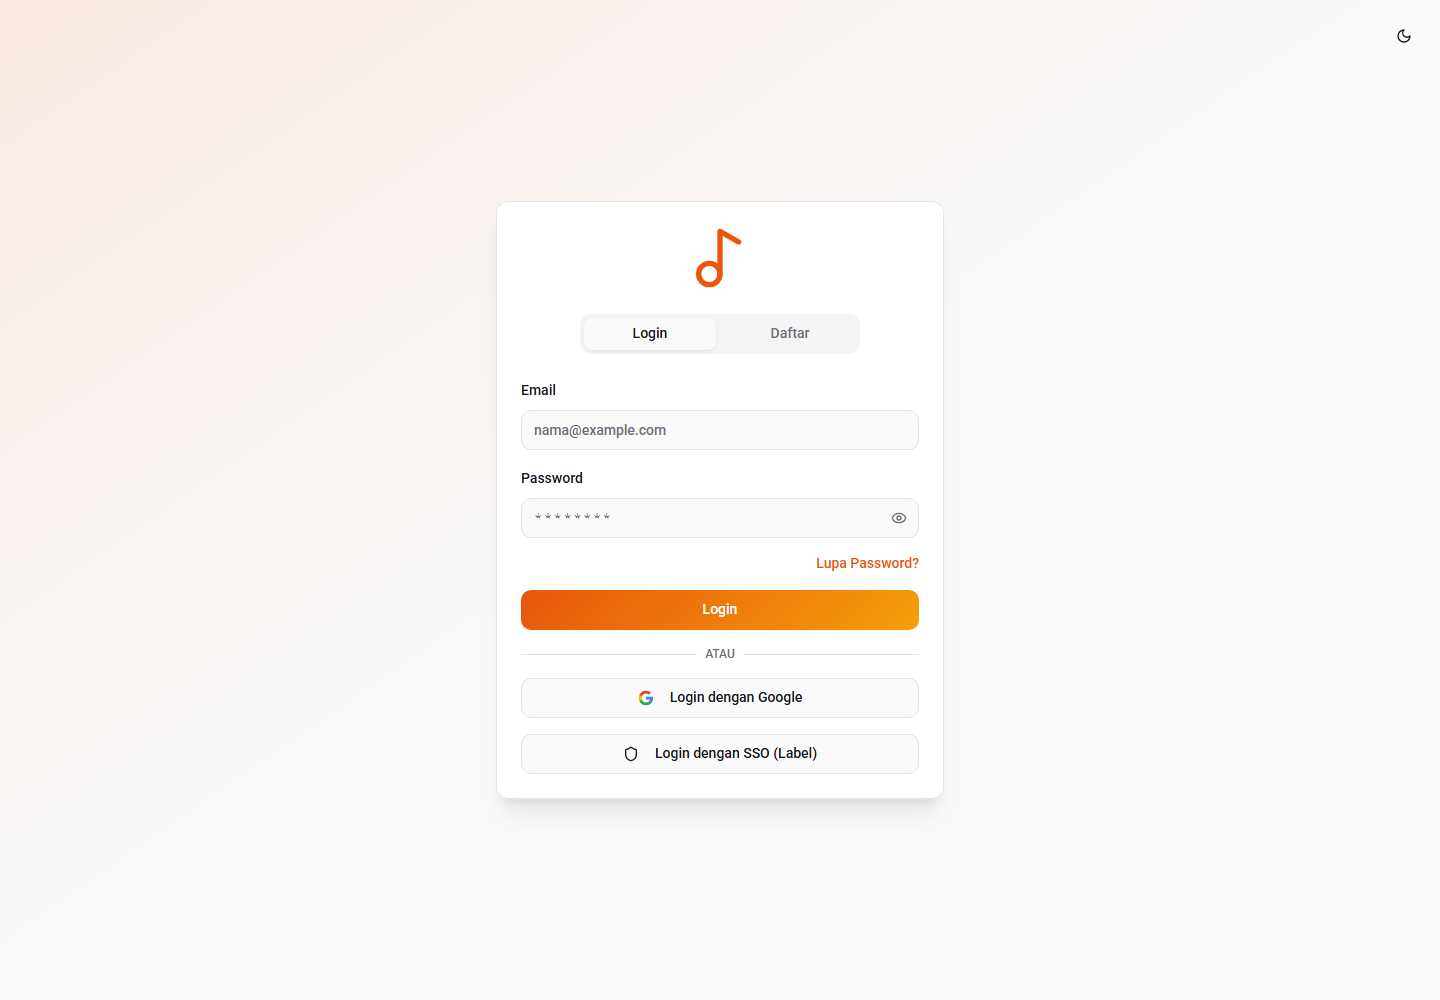 Login
Daftar
Email
nama@example.com
Password
********
Lupa Password?
Login
ATAU
Login dengan Google
Login dengan SSO (Label)